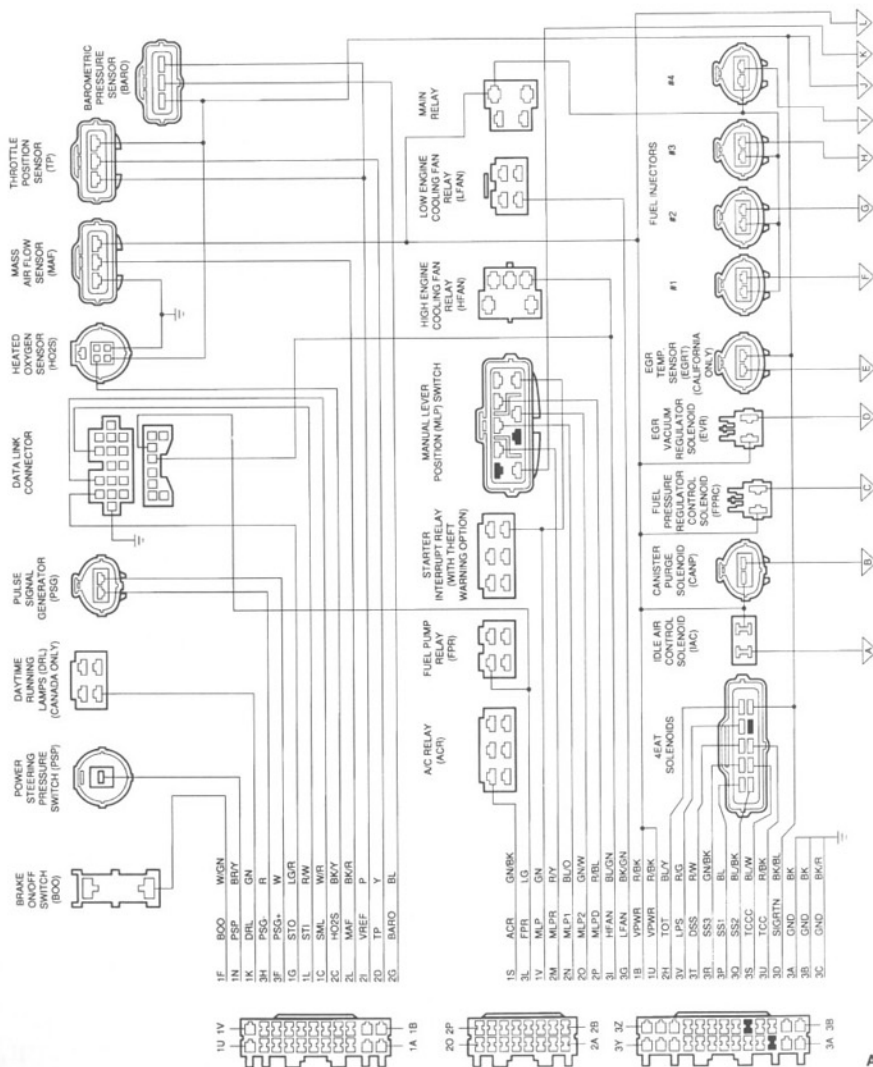 BRAKE
ON/OFF
SWITCH
(BOO)
POWER
STEERING
PRESSURE
SWITCH (PSP)
DAYTIME
RUNNING
LAMPS (DRL)
(CANADA ONLY)
PULSE
SIGNAL
GENERATOR
(PSG)
DATA LINK
CONNECTOR
HEATED
OXYGEN
SENSOR
(HO2S)
MASS
AIR FLOW
SENSOR
(MAF)
THROTTLE
POSITION
SENSOR
(TP)
BAROMETRIC
PRESSURE
SENSOR
(BARO)
1U 1V
1A 1B
1F BOO W/GN
1N PSP BR/Y
1K DRL GN
3H PSG- R
3F PSG+ W
1G STO LG/R
1L STI R/W
1C SML W/R
2C HO2S BK/Y
2L MAF BK/R
2I VREF P
2D TP Y
2G BARO BL
A/C RELAY
(ACR)
FUEL PUMP
RELAY
(FPR)
STARTER
INTERRUPT RELAY
(WITH THEFT
WARNING OPTION)
MANUAL LEVER
POSITION (MLP) SWITCH
HIGH ENGINE
COOLING FAN
RELAY
(HFAN)
LOW ENGINE
COOLING FAN
RELAY
(LFAN)
MAIN
RELAY
2O 2P
2A 2B
1S ACR GN/BK
3L FPR LG
1V MLP GN
2M MLPR R/Y
2N MLP1 BL/O
2O MLP2 GN/W
2P MLPD R/BL
3I HFAN BL/GN
3G LFAN BK/GN
1B VPWR R/BK
1U VPWR R/BK
2H TOT BL/Y
3V LPS R/G
3T DSS R/W
3R SS3 GN/BK
3P SS1 BL
3Q SS2 BL/BK
3S TCCC BL/W
3U TCC R/BK
3D SIGRTN BK/BL
3A GND BK
3B GND BK
3C GND BK/R
3Y 3Z
3A 3B
4EAT
SOLENOIDS
IDLE AIR
CONTROL
SOLENOID
(IAC)
CANISTER
PURGE
SOLENOID
(CANP)
FUEL
PRESSURE
REGULATOR
CONTROL
SOLENOID
(FPRC)
EGR
VACUUM
REGULATOR
SOLENOID
(EVR)
EGR
TEMP.
SENSOR
(EGRT)
(CALIFORNIA
ONLY)
FUEL INJECTORS
#1
#2
#3
#4
A
B
C
D
E
F
G
H
I
J
K
L
A